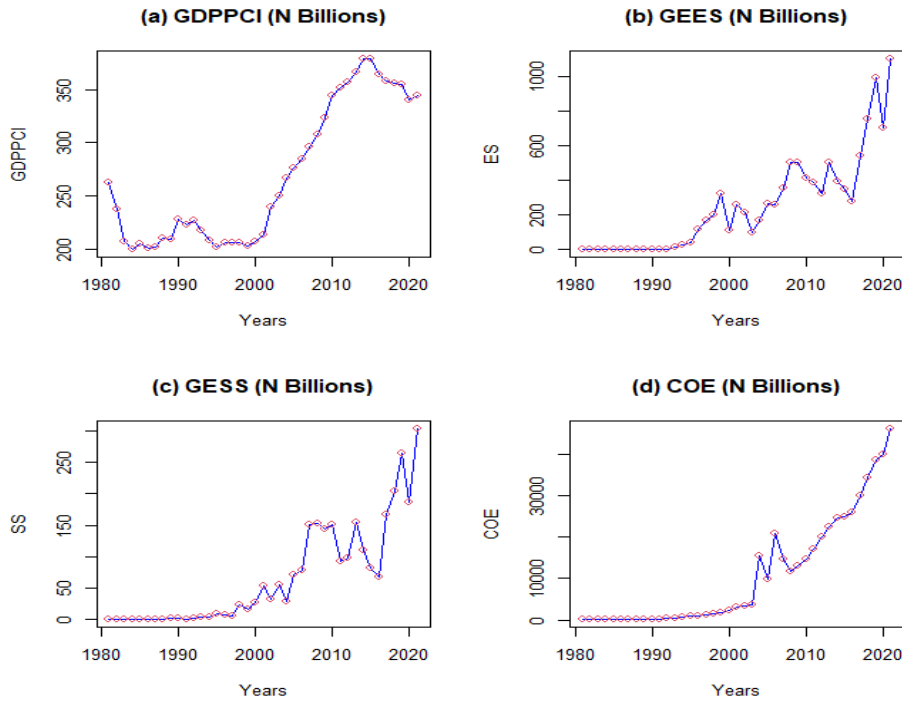 (a) GDPPCI (N Billions)
GDPPCI
350
300
250
200
1980 1990 2000 2010 2020
Years
(b) GEES (N Billions)
ES
1000
600
200
0
1980 1990 2000 2010 2020
Years
(c) GESS (N Billions)
SS
250
150
50
0
1980 1990 2000 2010 2020
Years
(d) COE (N Billions)
COE
30000
10000
0
1980 1990 2000 2010 2020
Years